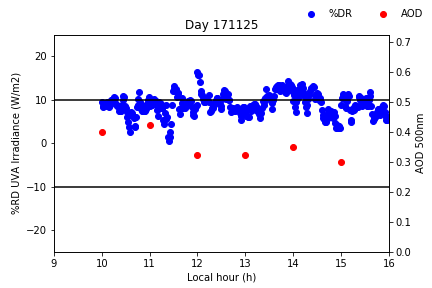 %DR AOD
Day 171125
%RD UVA Irradiance (W/m2)
20
10
0
−10
−20
0.7
0.6
0.5
0.4
0.3
0.2
0.1
0.0
AOD 500nm
9 10 11 12 13 14 15 16
Local hour (h)